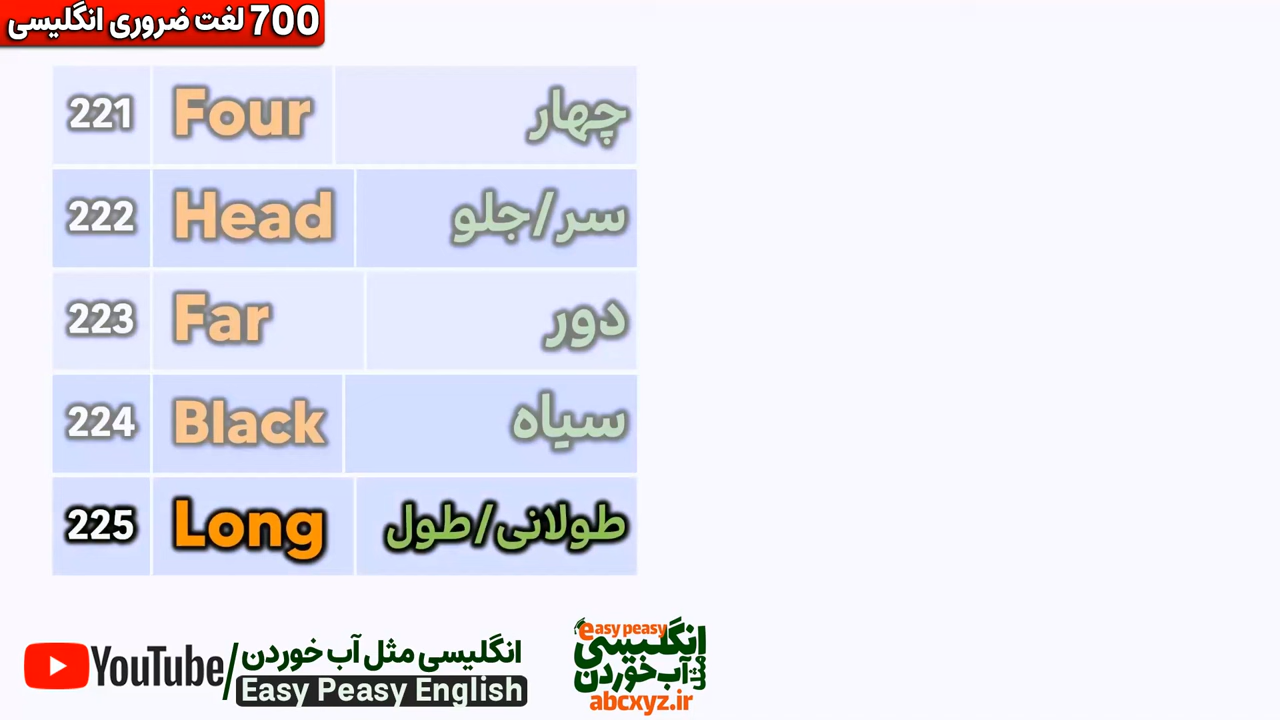 700 لغت ضروری انگلیسی
221 Four چهار
222 Head سر/جلو
223 Far دور
224 Black سیاه
225 Long طولانی/طول
YouTube/انگلیسی مثل آب خوردن
Easy Peasy English
easy peasy
انگلیسی
مثل آب خوردن
abcxyz.ir